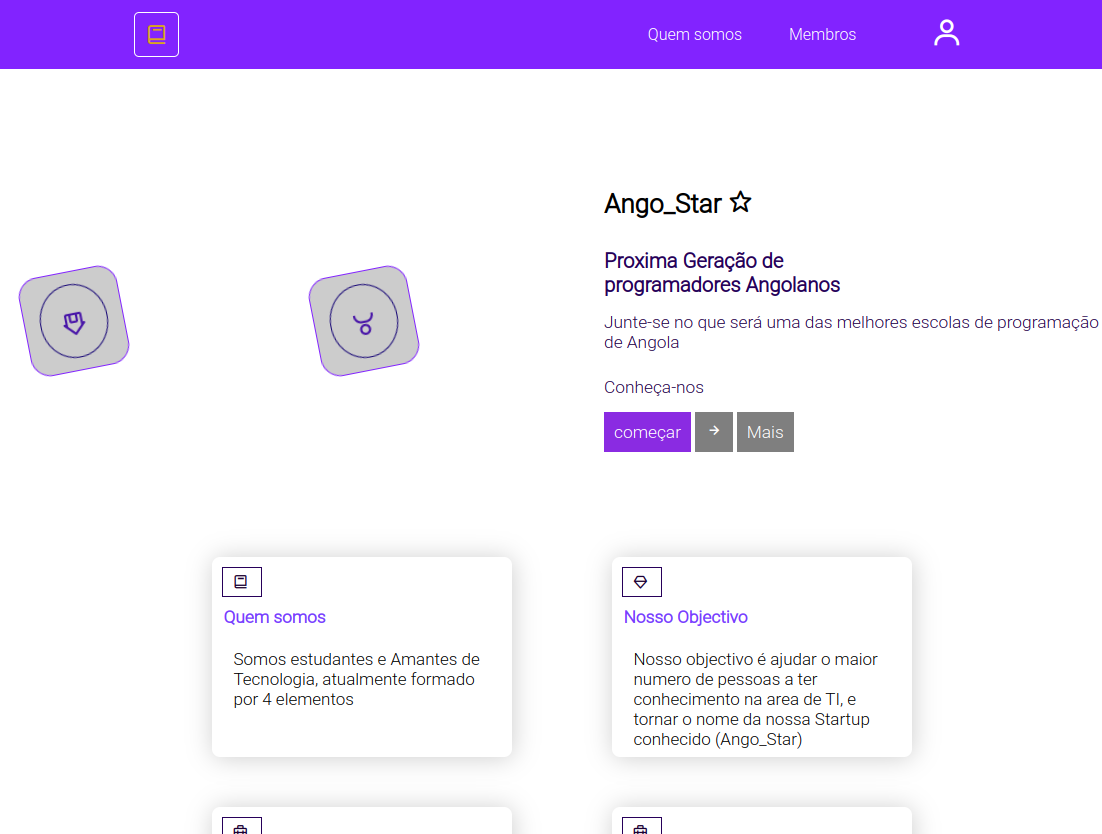 Quem somos
Membros
Ango_Star
Proxima Geração de
programadores Angolanos
Junte-se no que será uma das melhores escolas de programação
de Angola
Conheça-nos
começar
Mais
Quem somos
Somos estudantes e Amantes de
Tecnologia, atualmente formado
por 4 elementos
Nosso Objectivo
Nosso objectivo é ajudar o maior
numero de pessoas a ter
conhecimento na area de TI, e
tornar o nome da nossa Startup
conhecido (Ango_Star)